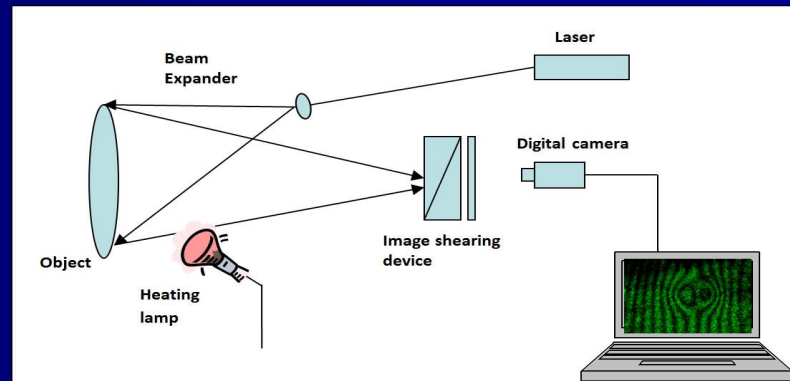 Laser
Beam
Expander
Digital camera
Image shearing
device
Object
Heating
lamp